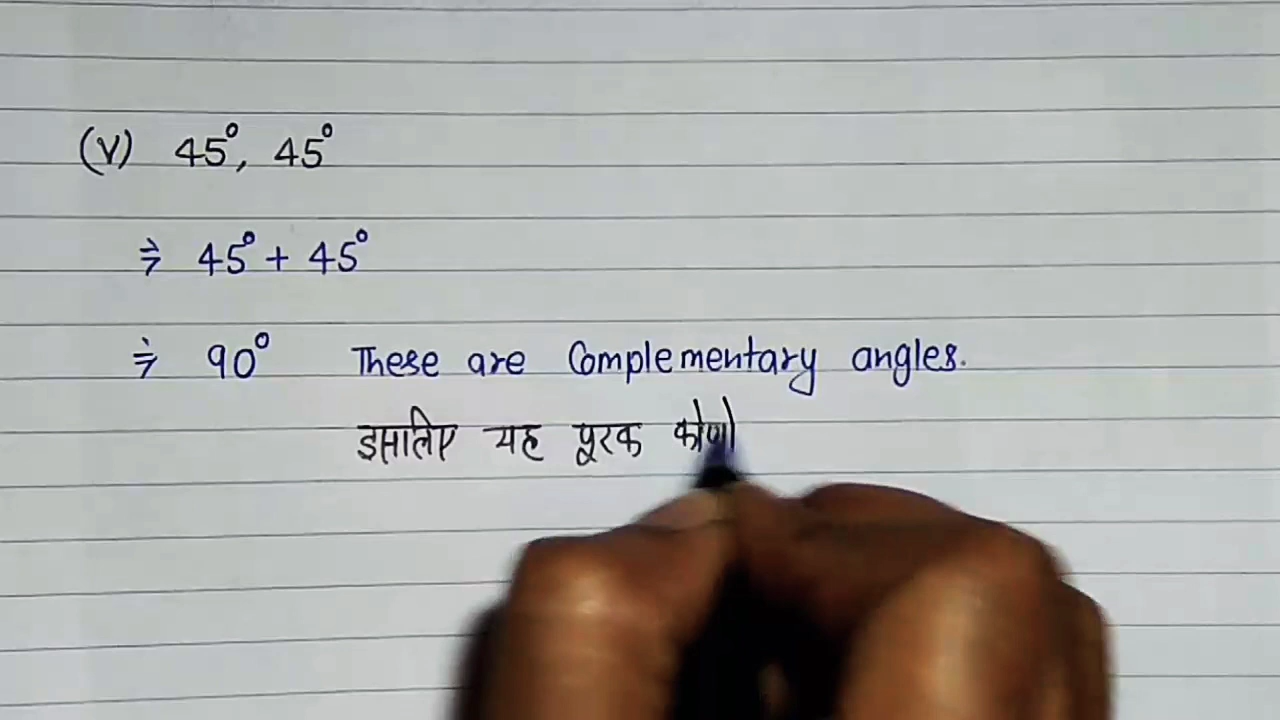 (v) 45°, 45°
⇒ 45° + 45°
⇒ 90° These are Complementary angles.
इसलिए यह पूरक कोणो